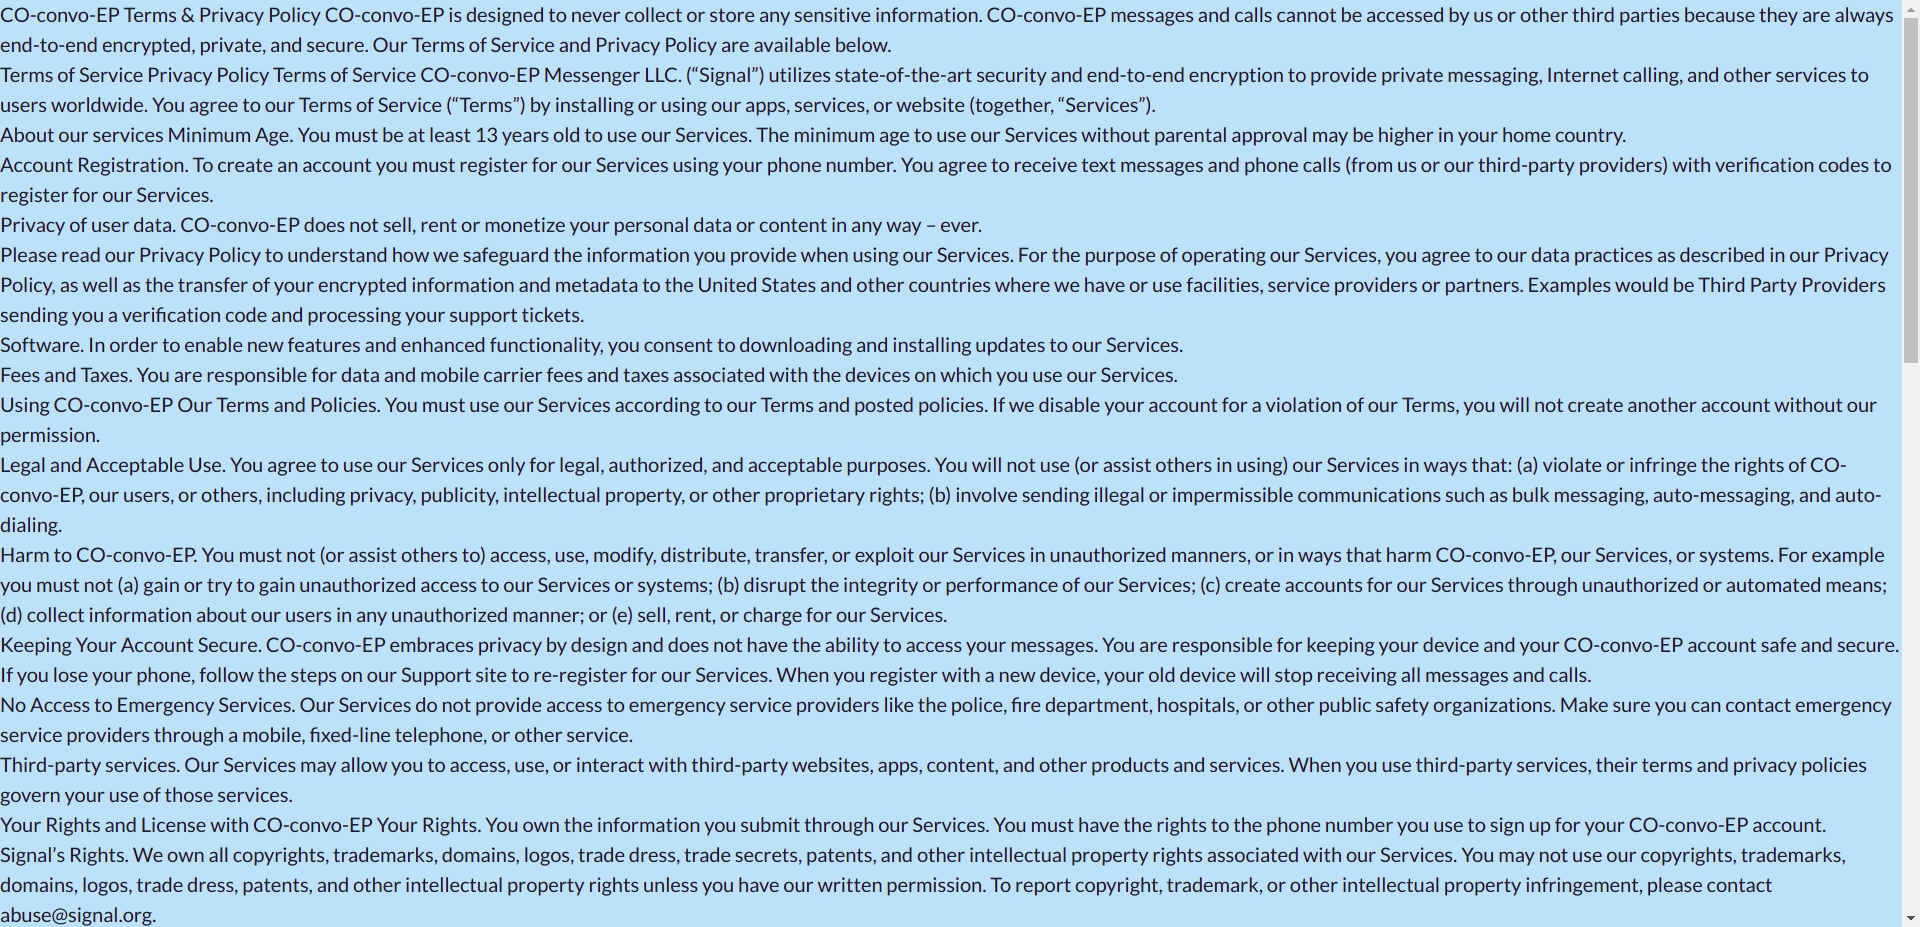 CO-convo-EP Terms & Privacy Policy CO-convo-EP is designed to never collect or store any sensitive information. CO-convo-EP messages and calls cannot be accessed by us or other third parties because they are always
end-to-end encrypted, private, and secure. Our Terms of Service and Privacy Policy are available below.
Terms of Service Privacy Policy Terms of Service CO-convo-EP Messenger LLC. (“Signal”) utilizes state-of-the-art security and end-to-end encryption to provide private messaging, Internet calling, and other services to
users worldwide. You agree to our Terms of Service (“Terms”) by installing or using our apps, services, or website (together, “Services”).
About our services Minimum Age. You must be at least 13 years old to use our Services. The minimum age to use our Services without parental approval may be higher in your home country.
Account Registration. To create an account you must register for our Services using your phone number. You agree to receive text messages and phone calls (from us or our third-party providers) with verification codes to
register for our Services.
Privacy of user data. CO-convo-EP does not sell, rent or monetize your personal data or content in any way – ever.
Please read our Privacy Policy to understand how we safeguard the information you provide when using our Services. For the purpose of operating our Services, you agree to our data practices as described in our Privacy
Policy, as well as the transfer of your encrypted information and metadata to the United States and other countries where we have or use facilities, service providers or partners. Examples would be Third Party Providers
sending you a verification code and processing your support tickets.
Software. In order to enable new features and enhanced functionality, you consent to downloading and installing updates to our Services.
Fees and Taxes. You are responsible for data and mobile carrier fees and taxes associated with the devices on which you use our Services.
Using CO-convo-EP Our Terms and Policies. You must use our Services according to our Terms and posted policies. If we disable your account for a violation of our Terms, you will not create another account without our
permission.
Legal and Acceptable Use. You agree to use our Services only for legal, authorized, and acceptable purposes. You will not use (or assist others in using) our Services in ways that: (a) violate or infringe the rights of CO-
convo-EP, our users, or others, including privacy, publicity, intellectual property, or other proprietary rights; (b) involve sending illegal or impermissible communications such as bulk messaging, auto-messaging, and auto-
dialing.
Harm to CO-convo-EP. You must not (or assist others to) access, use, modify, distribute, transfer, or exploit our Services in unauthorized manners, or in ways that harm CO-convo-EP, our Services, or systems. For example
you must not (a) gain or try to gain unauthorized access to our Services or systems; (b) disrupt the integrity or performance of our Services; (c) create accounts for our Services through unauthorized or automated means;
(d) collect information about our users in any unauthorized manner; or (e) sell, rent, or charge for our Services.
Keeping Your Account Secure. CO-convo-EP embraces privacy by design and does not have the ability to access your messages. You are responsible for keeping your device and your CO-convo-EP account safe and secure.
If you lose your phone, follow the steps on our Support site to re-register for our Services. When you register with a new device, your old device will stop receiving all messages and calls.
No Access to Emergency Services. Our Services do not provide access to emergency service providers like the police, fire department, hospitals, or other public safety organizations. Make sure you can contact emergency
service providers through a mobile, fixed-line telephone, or other service.
Third-party services. Our Services may allow you to access, use, or interact with third-party websites, apps, content, and other products and services. When you use third-party services, their terms and privacy policies
govern your use of those services.
Your Rights and License with CO-convo-EP Your Rights. You own the information you submit through our Services. You must have the rights to the phone number you use to sign up for your CO-convo-EP account.
Signal’s Rights. We own all copyrights, trademarks, domains, logos, trade dress, trade secrets, patents, and other intellectual property rights associated with our Services. You may not use our copyrights, trademarks,
domains, logos, trade dress, patents, and other intellectual property rights unless you have our written permission. To report copyright, trademark, or other intellectual property infringement, please contact
abuse@signal.org.